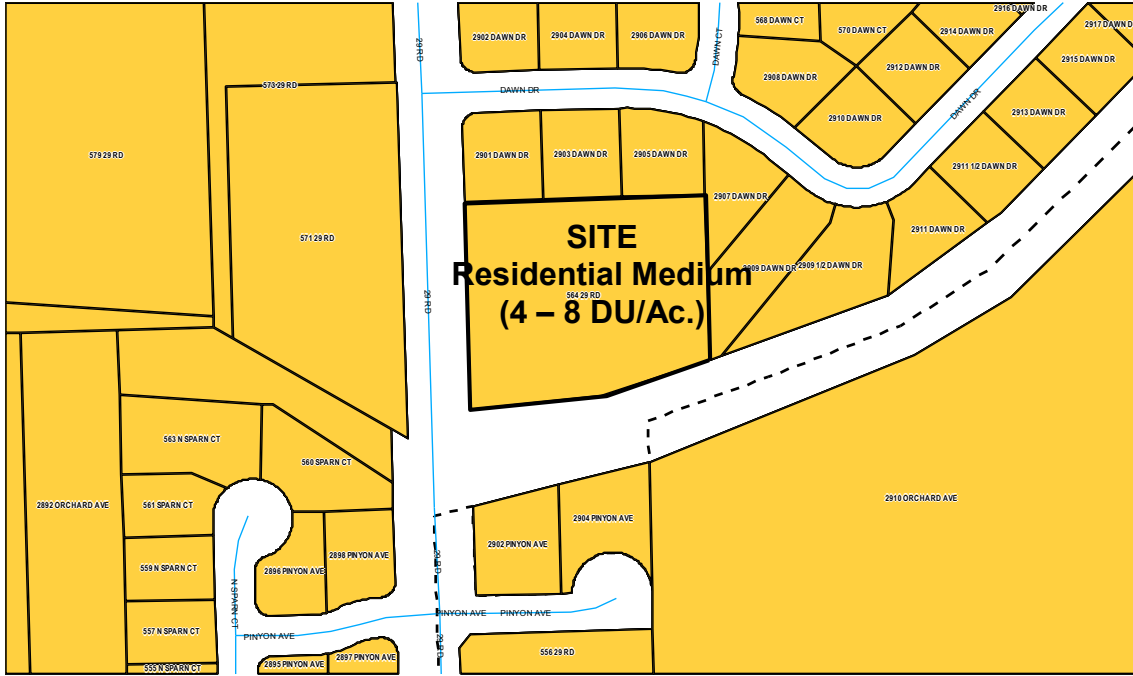 2916 DAWN DR
2902 DAWN DR
2904 DAWN DR
2906 DAWN DR
568 DAWN CT
570 DAWN CT
2914 DAWN DR
2917 DAWN D
29 RD
DAWN CT
2908 DAWN DR
2912 DAWN DR
2915 DAWN DR
573 29 RD
DAWN DR
DAWN DR
2910 DAWN DR
2913 DAWN DR
579 29 RD
2901 DAWN DR
2903 DAWN DR
2905 DAWN DR
2911 1/2 DAWN DR
2907 DAWN DR
571 29 RD
2911 DAWN DR
SITE
Residential Medium
(4 – 8 DU/Ac.)
564 29 RD
2909 DAWN DR
2909 1/2 DAWN DR
29 RD
563 N SPARN CT
560 SPARN CT
2892 ORCHARD AVE
561 SPARN CT
2910 ORCHARD AVE
2904 PINYON AVE
2902 PINYON AVE
2898 PINYON AVE
29 RD
559 N SPARN CT
2896 PINYON AVE
N SPARN CT
PINYON AVE
PINYON AVE
557 N SPARN CT
PINYON AVE
29 RD
556 29 RD
2897 PINYON AVE
2895 PINYON AVE
555 N SPARN CT